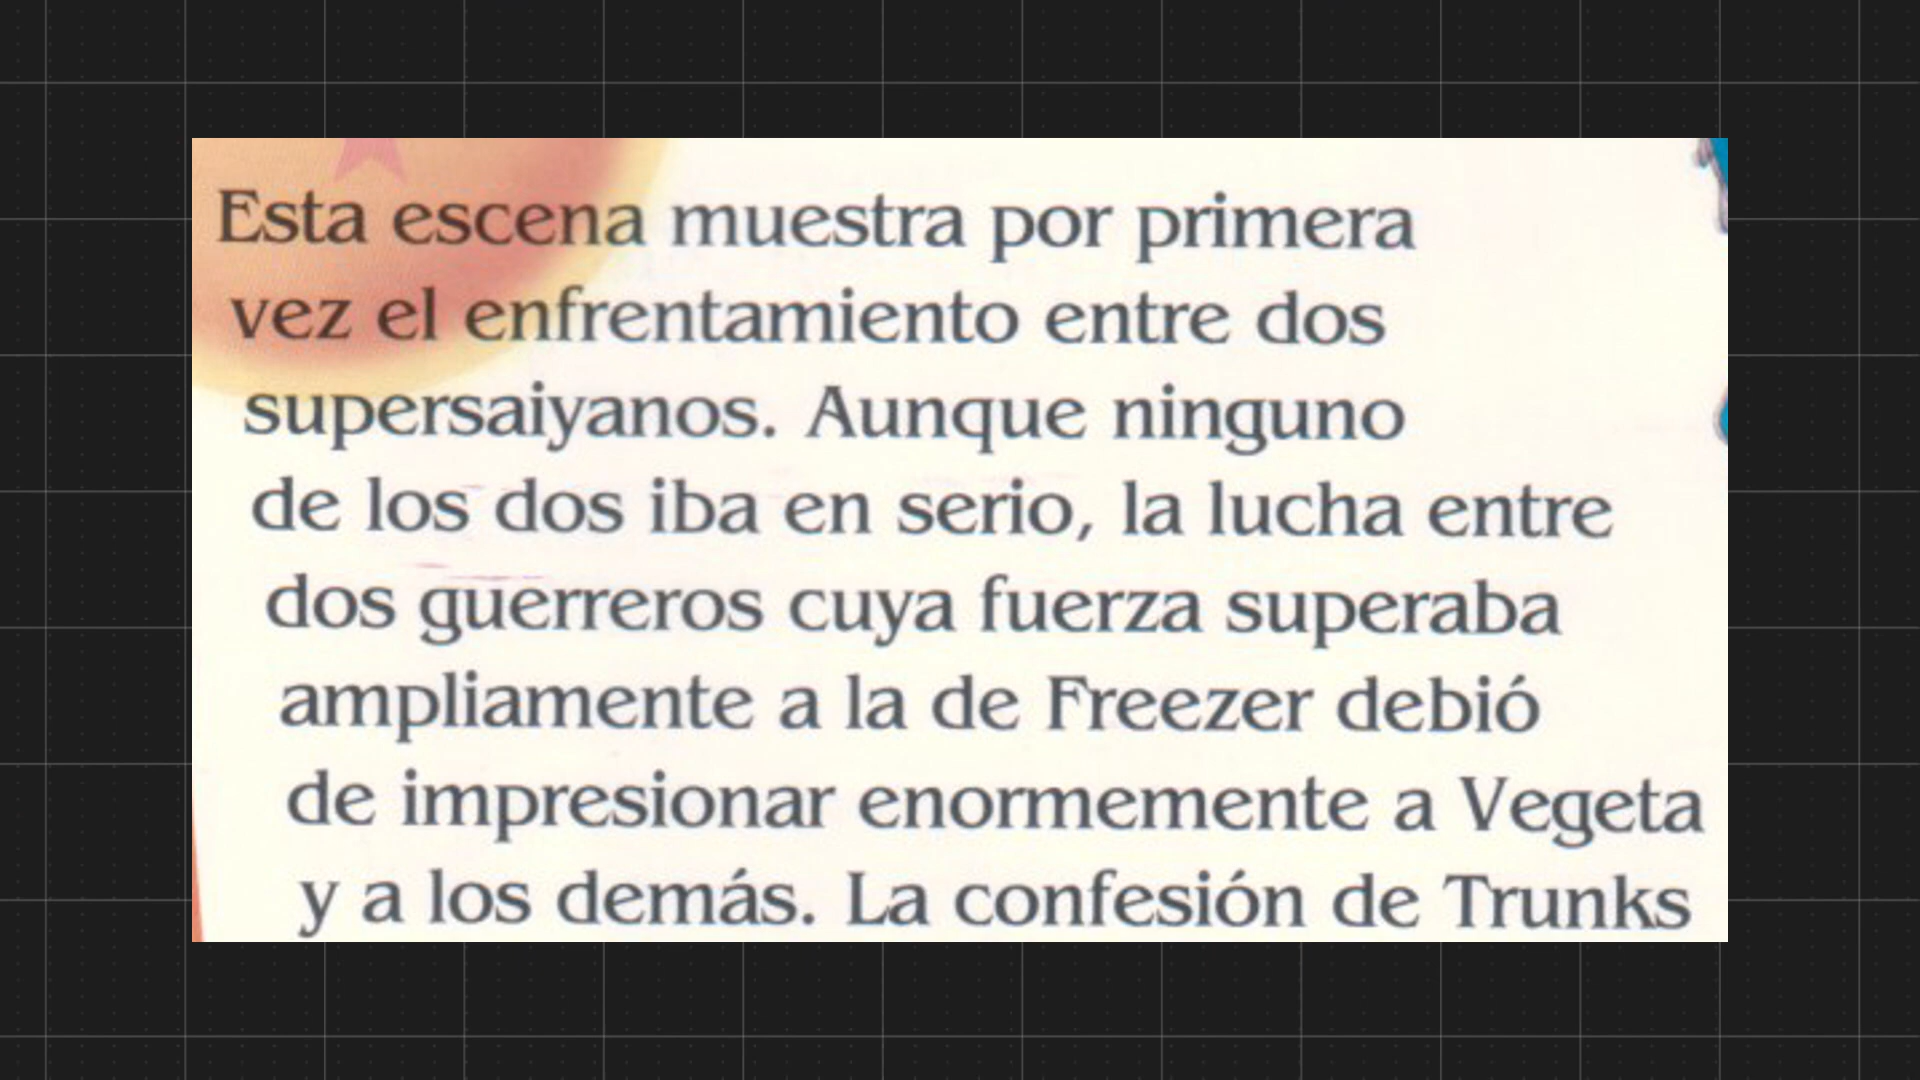 Esta escena muestra por primera
vez el enfrentamiento entre dos
supersaiyanos. Aunque ninguno
de los dos iba en serio, la lucha entre
dos guerreros cuya fuerza superaba
ampliamente a la de Freezer debió
de impresionar enormemente a Vegeta
y a los demás. La confesión de Trunks